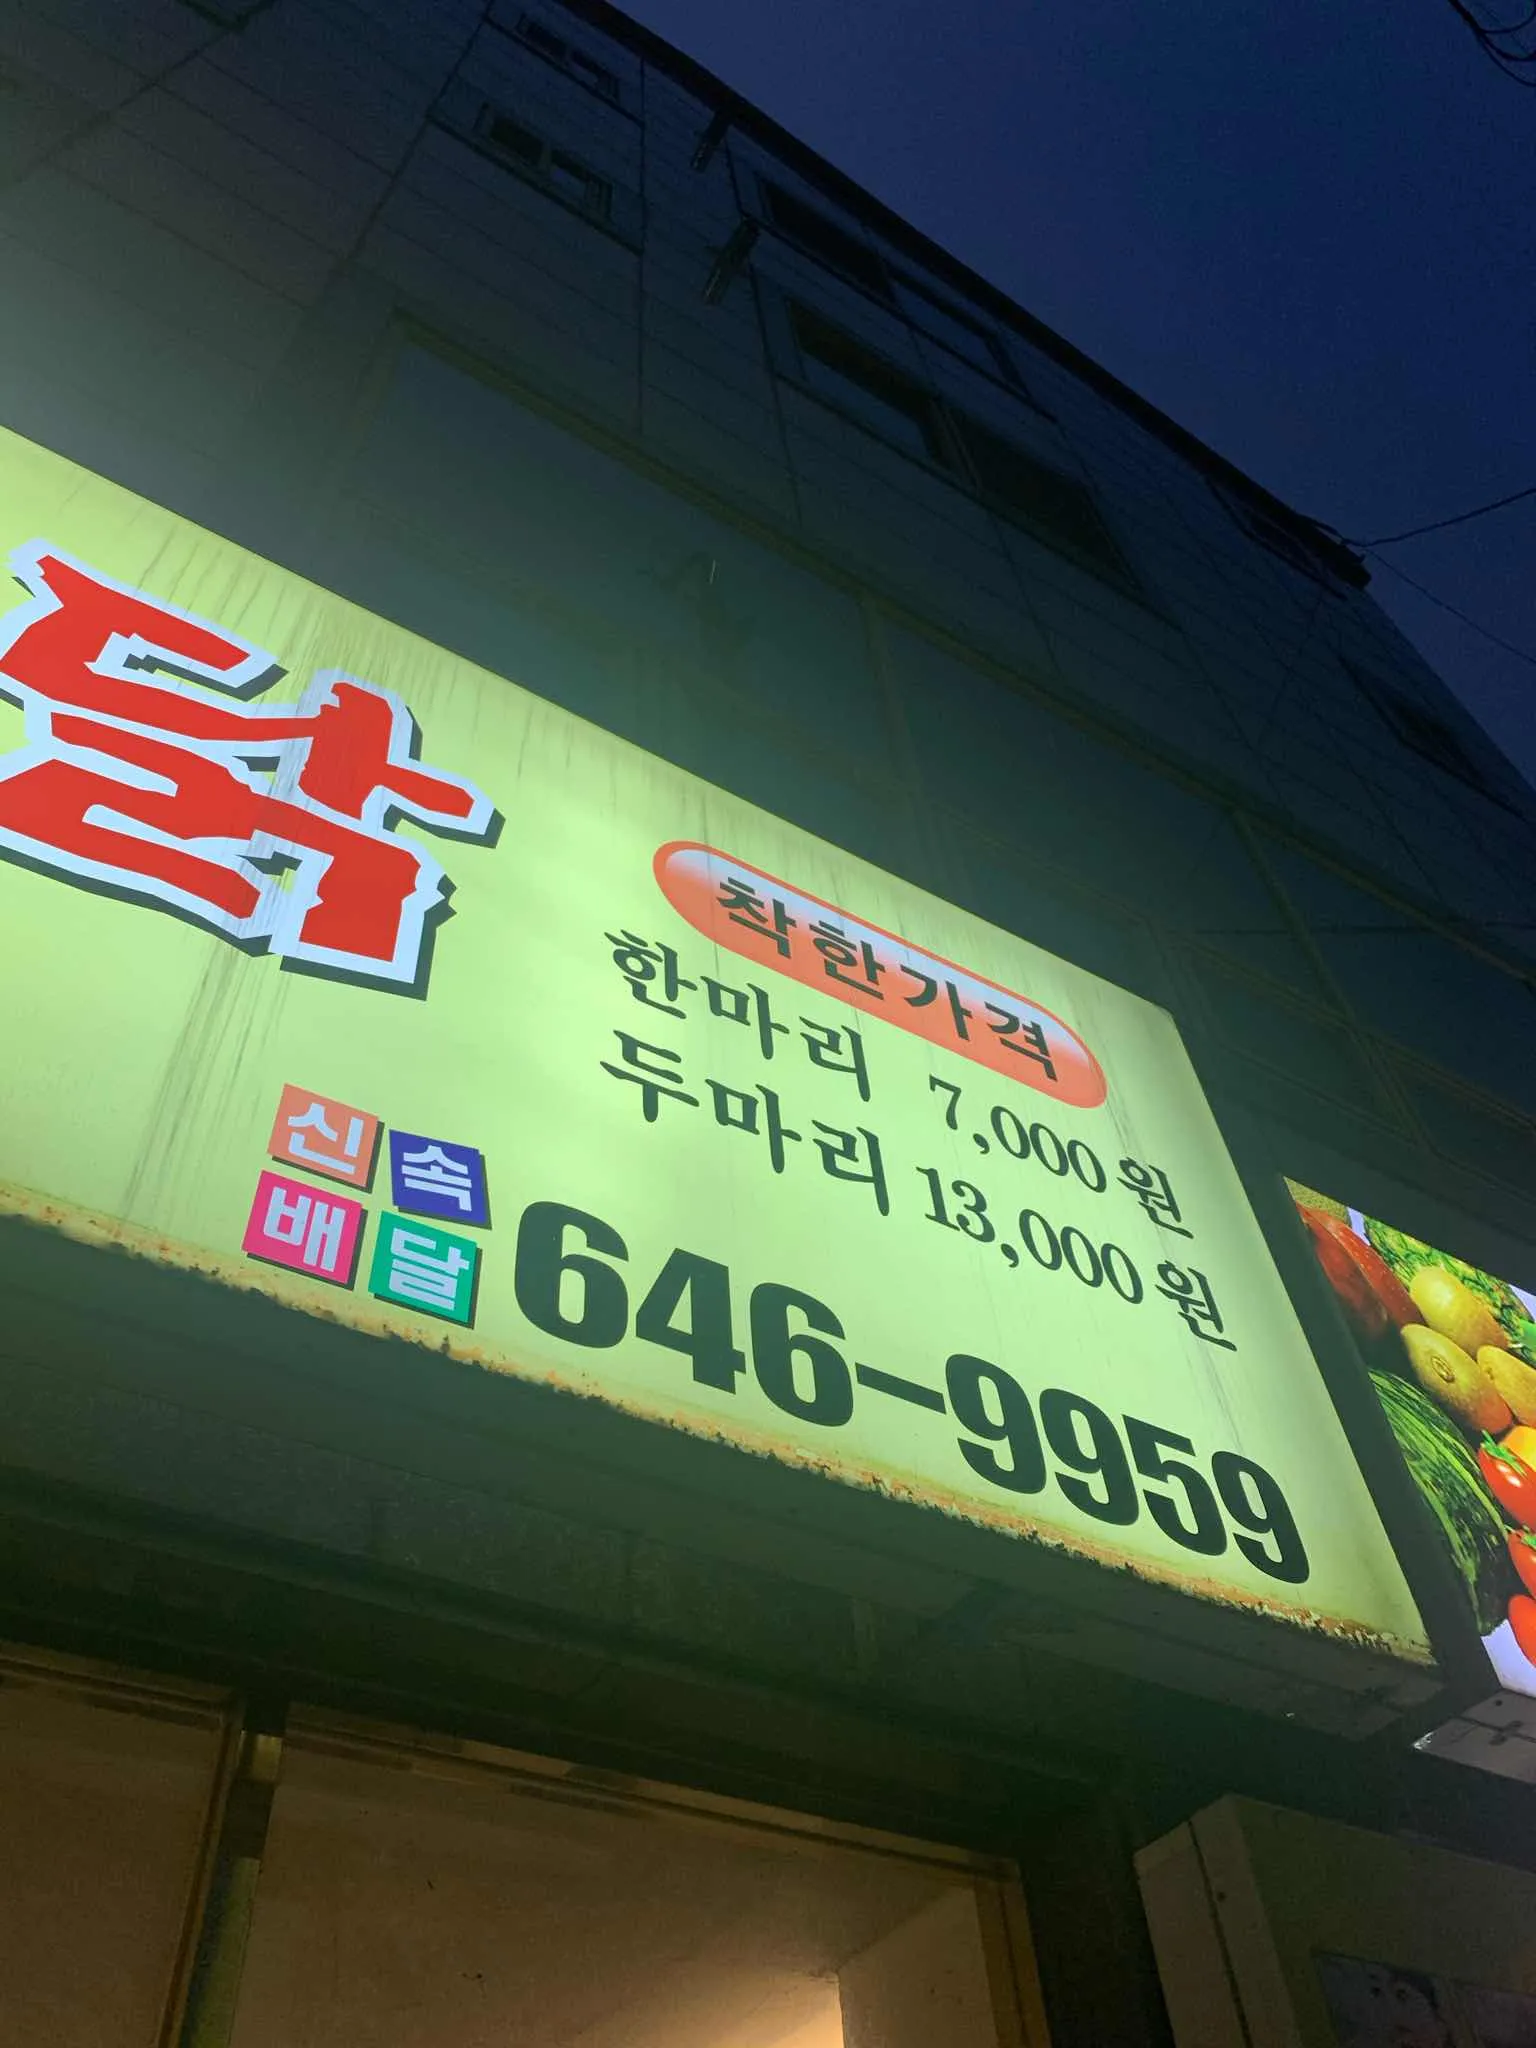 닭
착한가격
한마리 7,000원
두마리 13,000원
신속
배달
646-9959